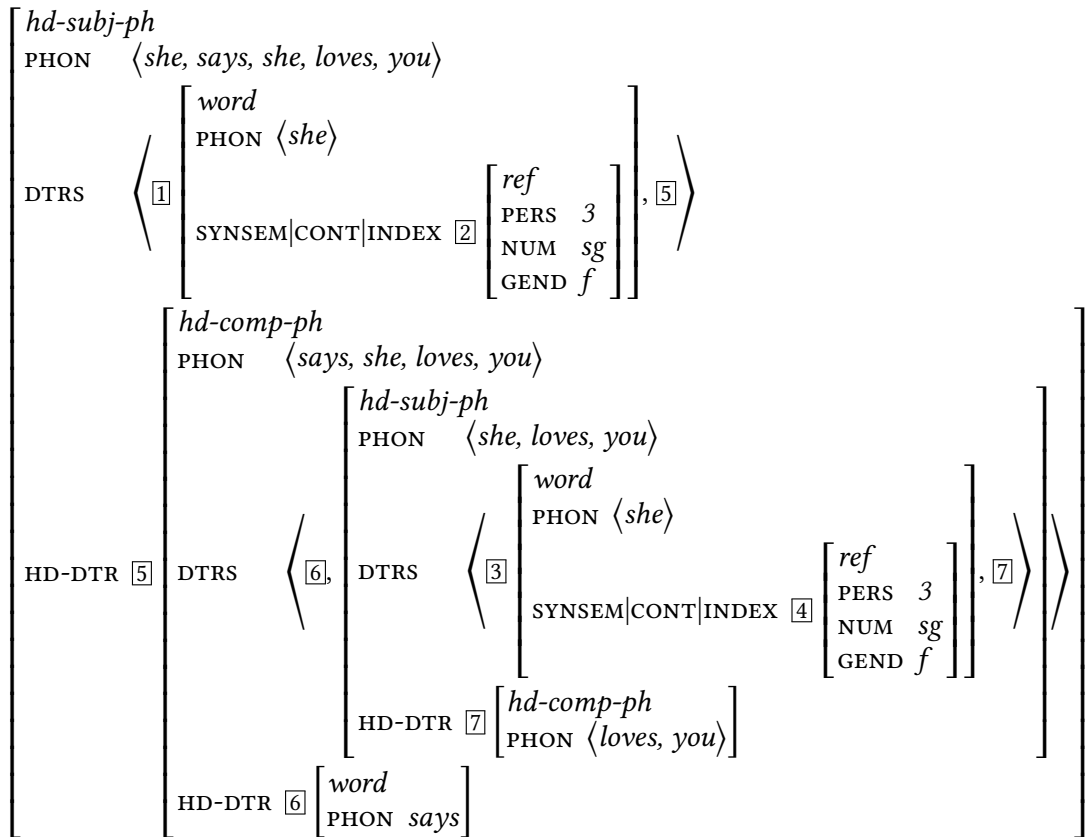 hd-subj-ph
PHON ⟨she, says, she, loves, you⟩
word
PHON ⟨she⟩
ref
DTRS ⟨ 1 , 5 ⟩
PERS 3
SYNSEM|CONT|INDEX 2
NUM sg
GEND f
hd-comp-ph
PHON ⟨says, she, loves, you⟩
hd-subj-ph
PHON ⟨she, loves, you⟩
word
PHON ⟨she⟩
ref
HD-DTR 5 DTRS ⟨ 6 , DTRS ⟨ 3 , 7 ⟩ ⟩
PERS 3
SYNSEM|CONT|INDEX 4
NUM sg
GEND f
hd-comp-ph
HD-DTR 7
PHON ⟨loves, you⟩
word
HD-DTR 6
PHON says